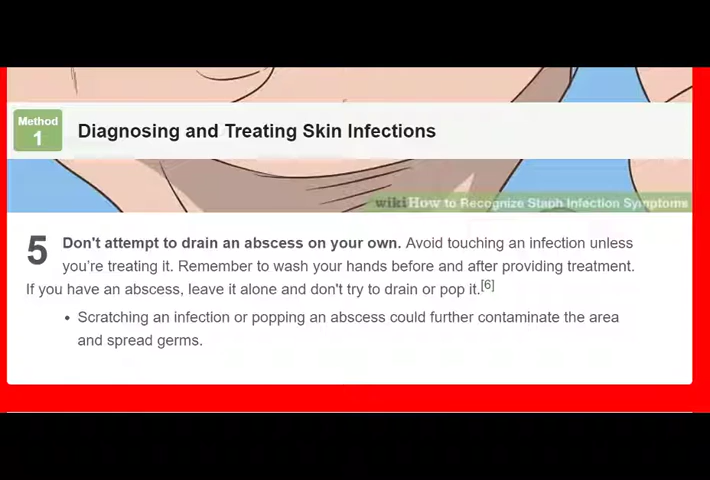 Method
1
Diagnosing and Treating Skin Infections
wikiHow to Recognize Staph Infection Symptoms
5 Don't attempt to drain an abscess on your own. Avoid touching an infection unless
you’re treating it. Remember to wash your hands before and after providing treatment.
If you have an abscess, leave it alone and don't try to drain or pop it.[6]
• Scratching an infection or popping an abscess could further contaminate the area
and spread germs.